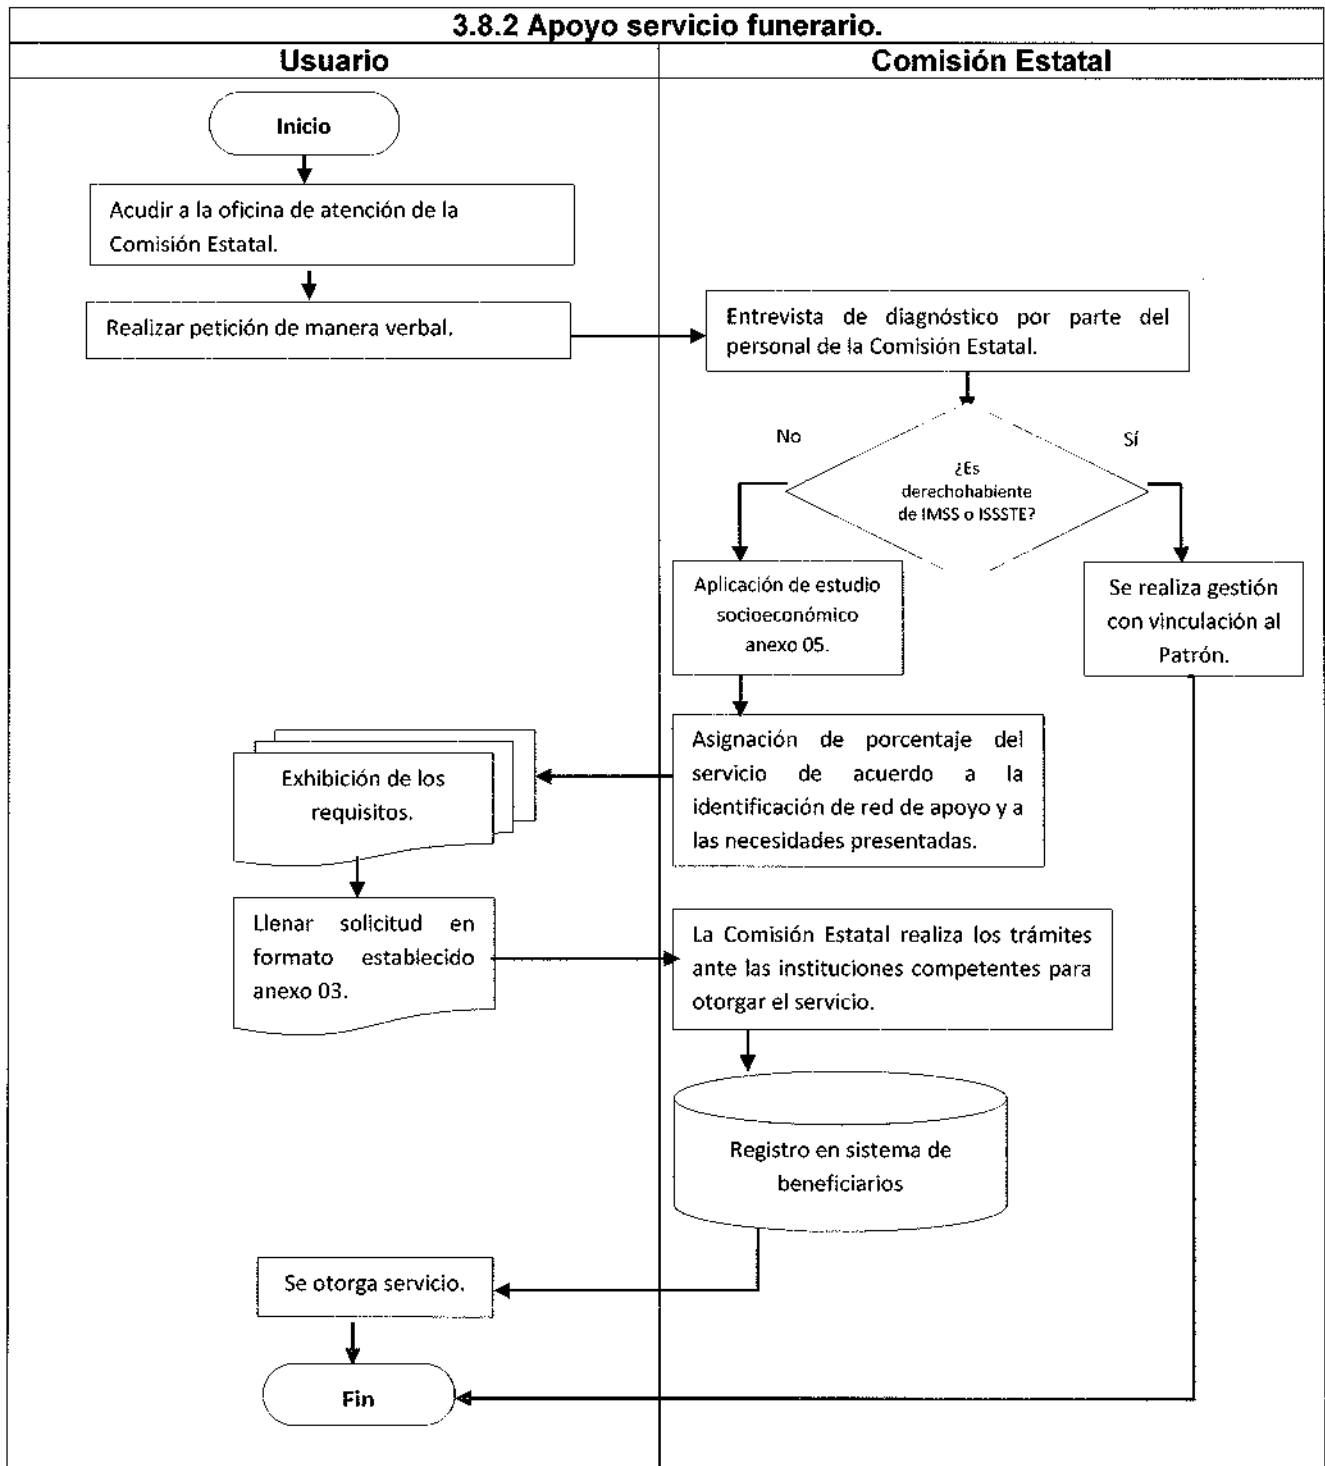 3.8.2 Apoyo servicio funerario.
Usuario
Comisión Estatal
Inicio
Acudir a la oficina de atención de la
Comisión Estatal.
Realizar petición de manera verbal.
Entrevista de diagnóstico por parte del
personal de la Comisión Estatal.
No
Sí
¿Es
derechohabiente
de IMSS o ISSSTE?
Aplicación de estudio
socioeconómico
anexo 05.
Se realiza gestión
con vinculación al
Patrón.
Asignación de porcentaje del
servicio de acuerdo a la
identificación de red de apoyo y a
las necesidades presentadas.
Exhibición de los
requisitos.
Llenar solicitud en
formato establecido
anexo 03.
La Comisión Estatal realiza los trámites
ante las instituciones competentes para
otorgar el servicio.
Registro en sistema de
beneficiarios
Se otorga servicio.
Fin